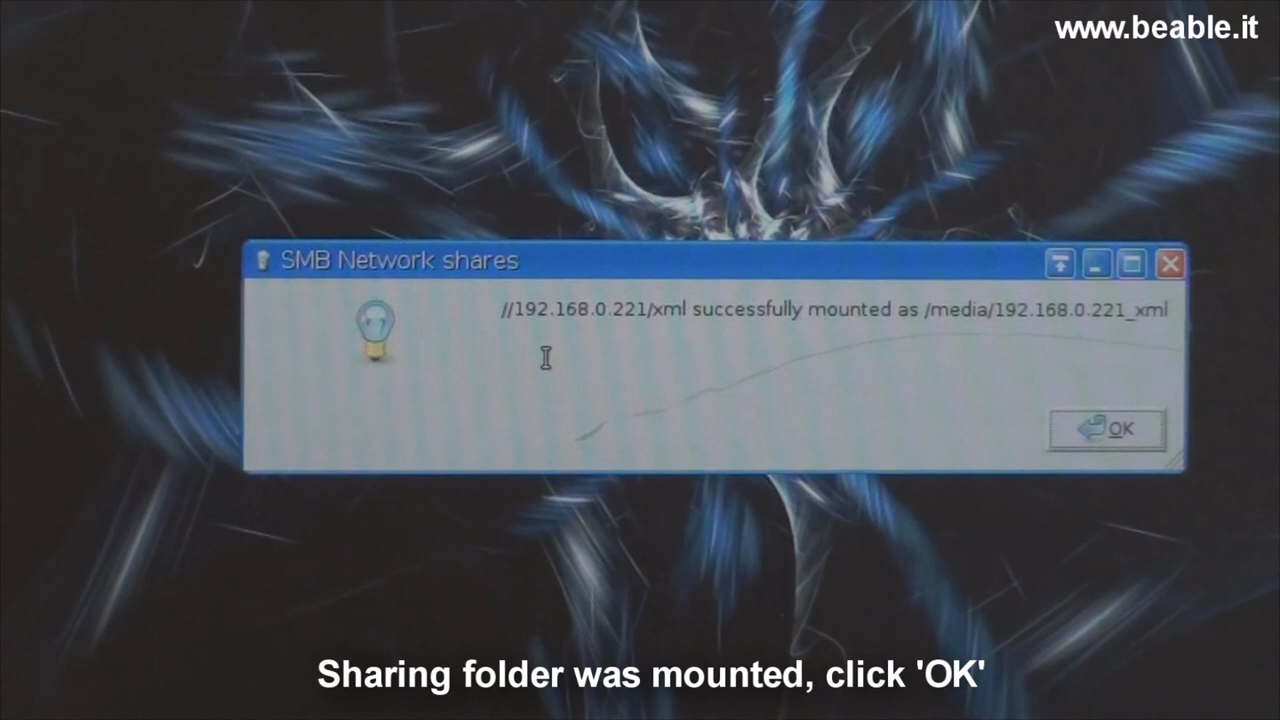 www.beable.it
SMB Network shares
//192.168.0.221/xml successfully mounted as /media/192.168.0.221_xml
OK
Sharing folder was mounted, click 'OK'